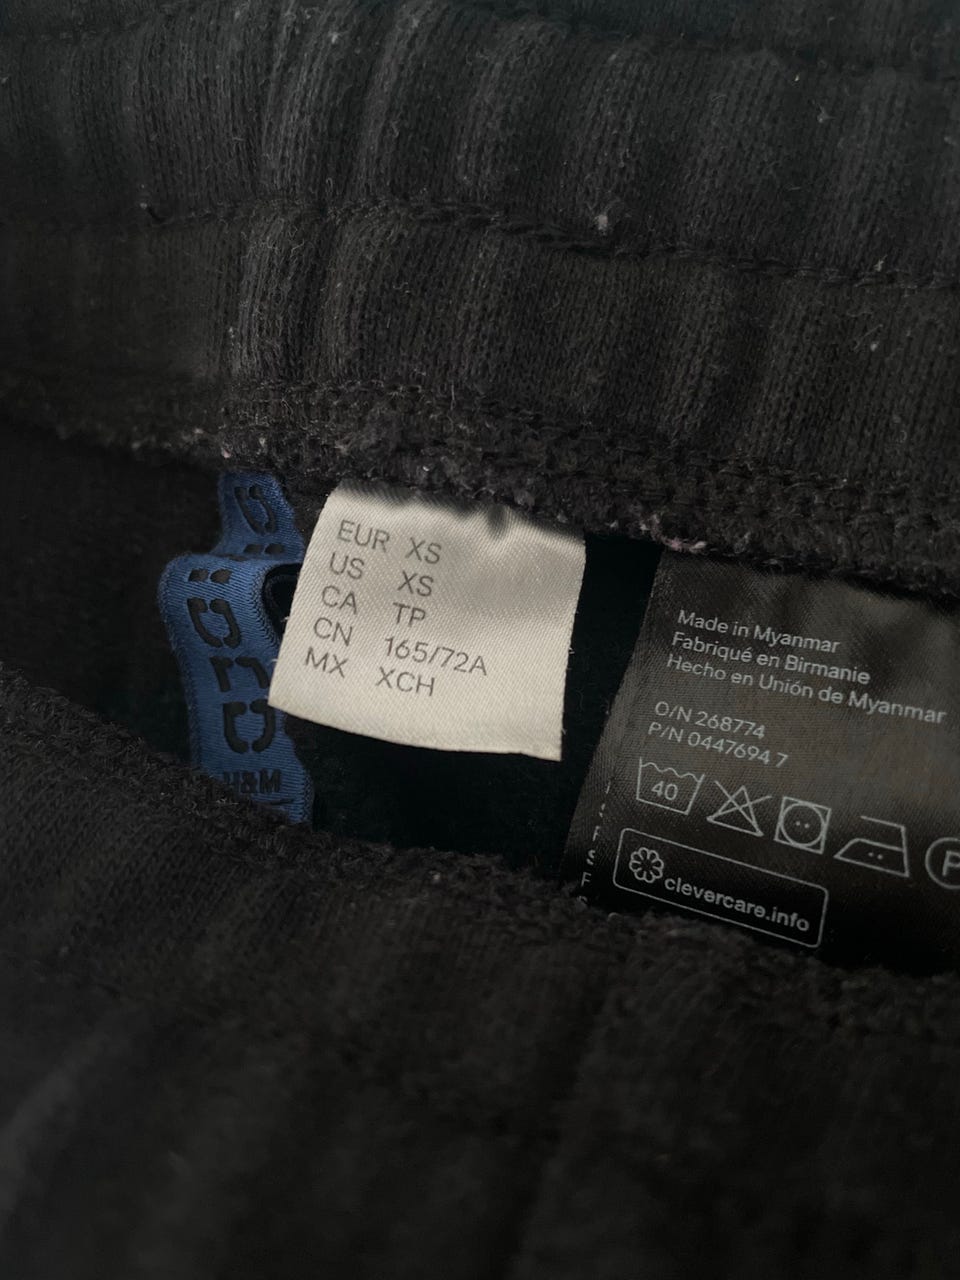 H&M
EUR XS
US XS
CA TP
CN 165/72A
MX XCH
Made in Myanmar
Fabriqué en Birmanie
Hecho en Unión de Myanmar
O/N 268774
P/N 0447694 7
40
P
clevercare.info